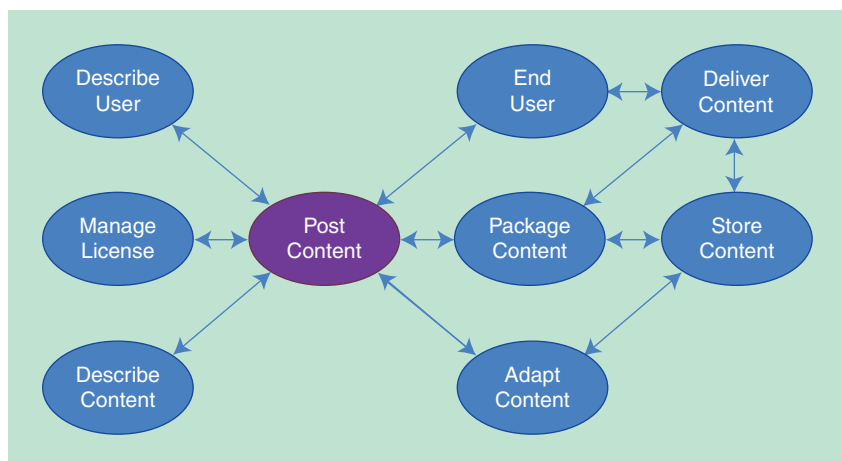 Describe
User
End
User
Deliver
Content
Manage
License
Post
Content
Package
Content
Store
Content
Describe
Content
Adapt
Content